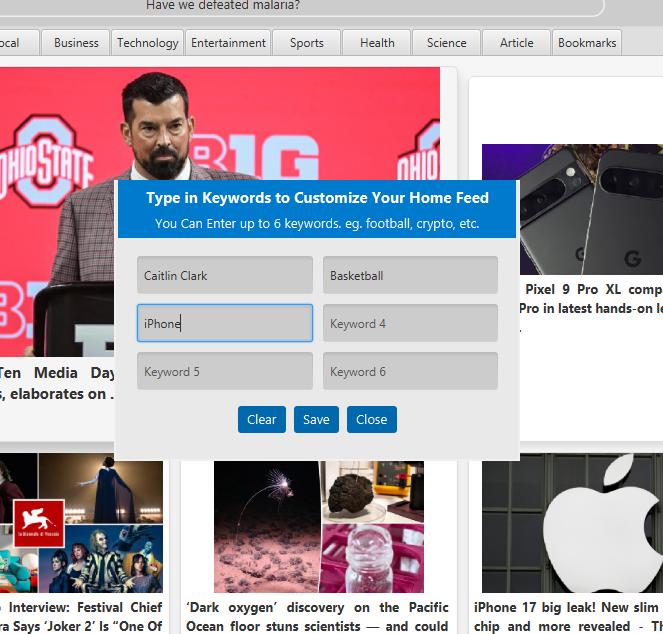 Have we defeated malaria?
ocal Business Technology Entertainment Sports Health Science Article Bookmarks
OHIO STATE
B1G
OHIO
Type in Keywords to Customize Your Home Feed
You Can Enter up to 6 keywords. eg. football, crypto, etc.
Caitlin Clark Basketball
iPhone Keyword 4
Keyword 5 Keyword 6
Clear Save Close
G
Pixel 9 Pro XL comp
Pro in latest hands-on le
.
Ten Media Day
s, elaborates on .
la Biennale di Venezia
Interview: Festival Chief
ra Says ‘Joker 2’ Is “One Of
‘Dark oxygen’ discovery on the Pacific
Ocean floor stuns scientists — and could
iPhone 17 big leak! New slim
chip and more revealed - Th